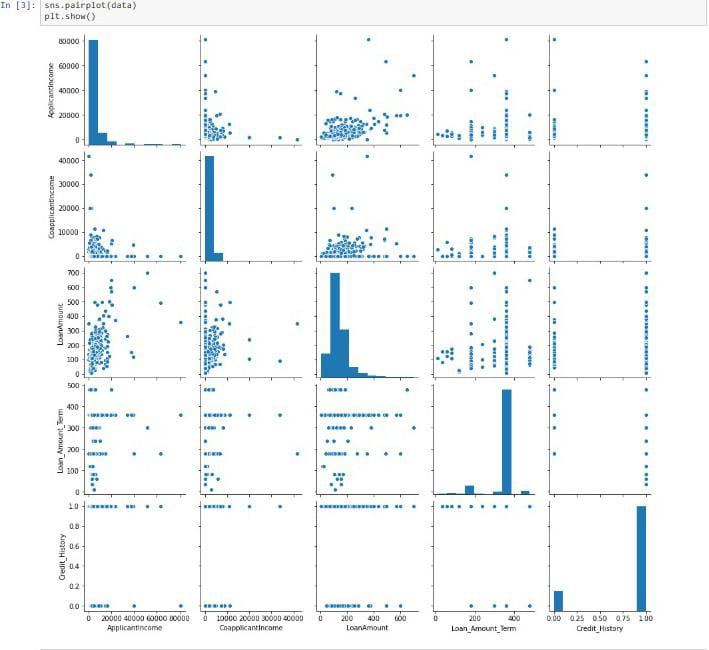 In [3]: sns.pairplot(data)
plt.show()
80000
60000
40000
20000
0
ApplicantIncome
40000
30000
20000
10000
0
CoapplicantIncome
700
600
500
400
300
200
100
0
LoanAmount
500
400
300
200
100
0
Loan_Amount_Term
1.0
0.8
0.6
0.4
0.2
0.0
Credit_History
0 20000 40000 60000 80000
0 10000 20000 30000 40000
0 200 400 600
0 200 400
0.00 0.25 0.50 0.75 1.00
ApplicantIncome CoapplicantIncome LoanAmount Loan_Amount_Term Credit_History